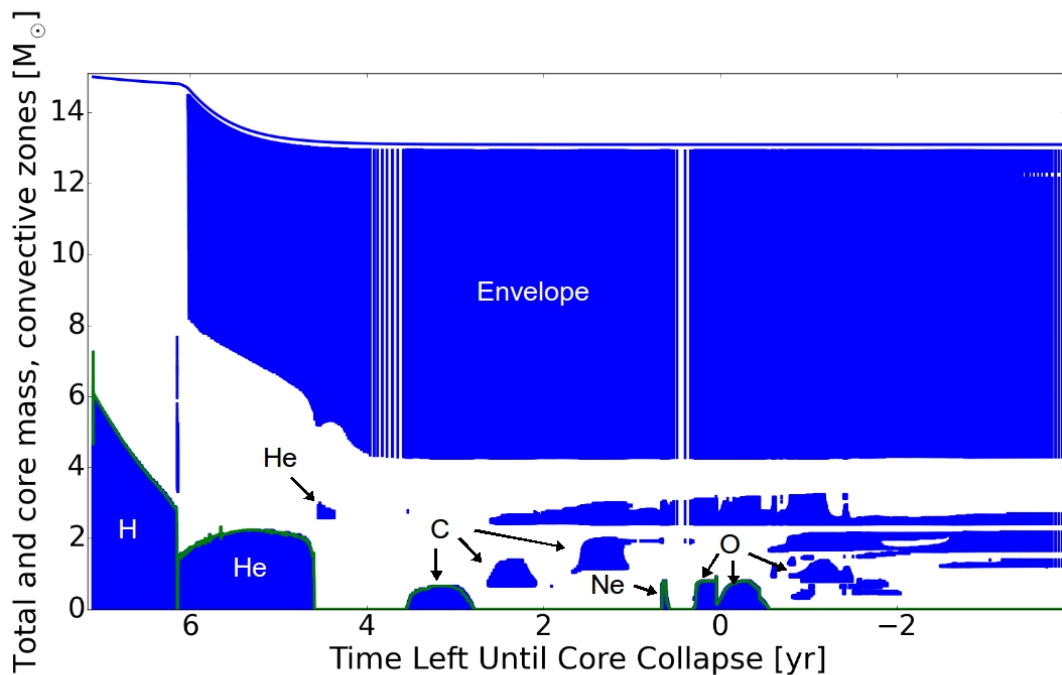 Total and core mass, convective zones [M☉]
14
12
10
8
6
4
2
0
Envelope
He
H
He
C
Ne
O
6 4 2 0 −2
Time Left Until Core Collapse [yr]